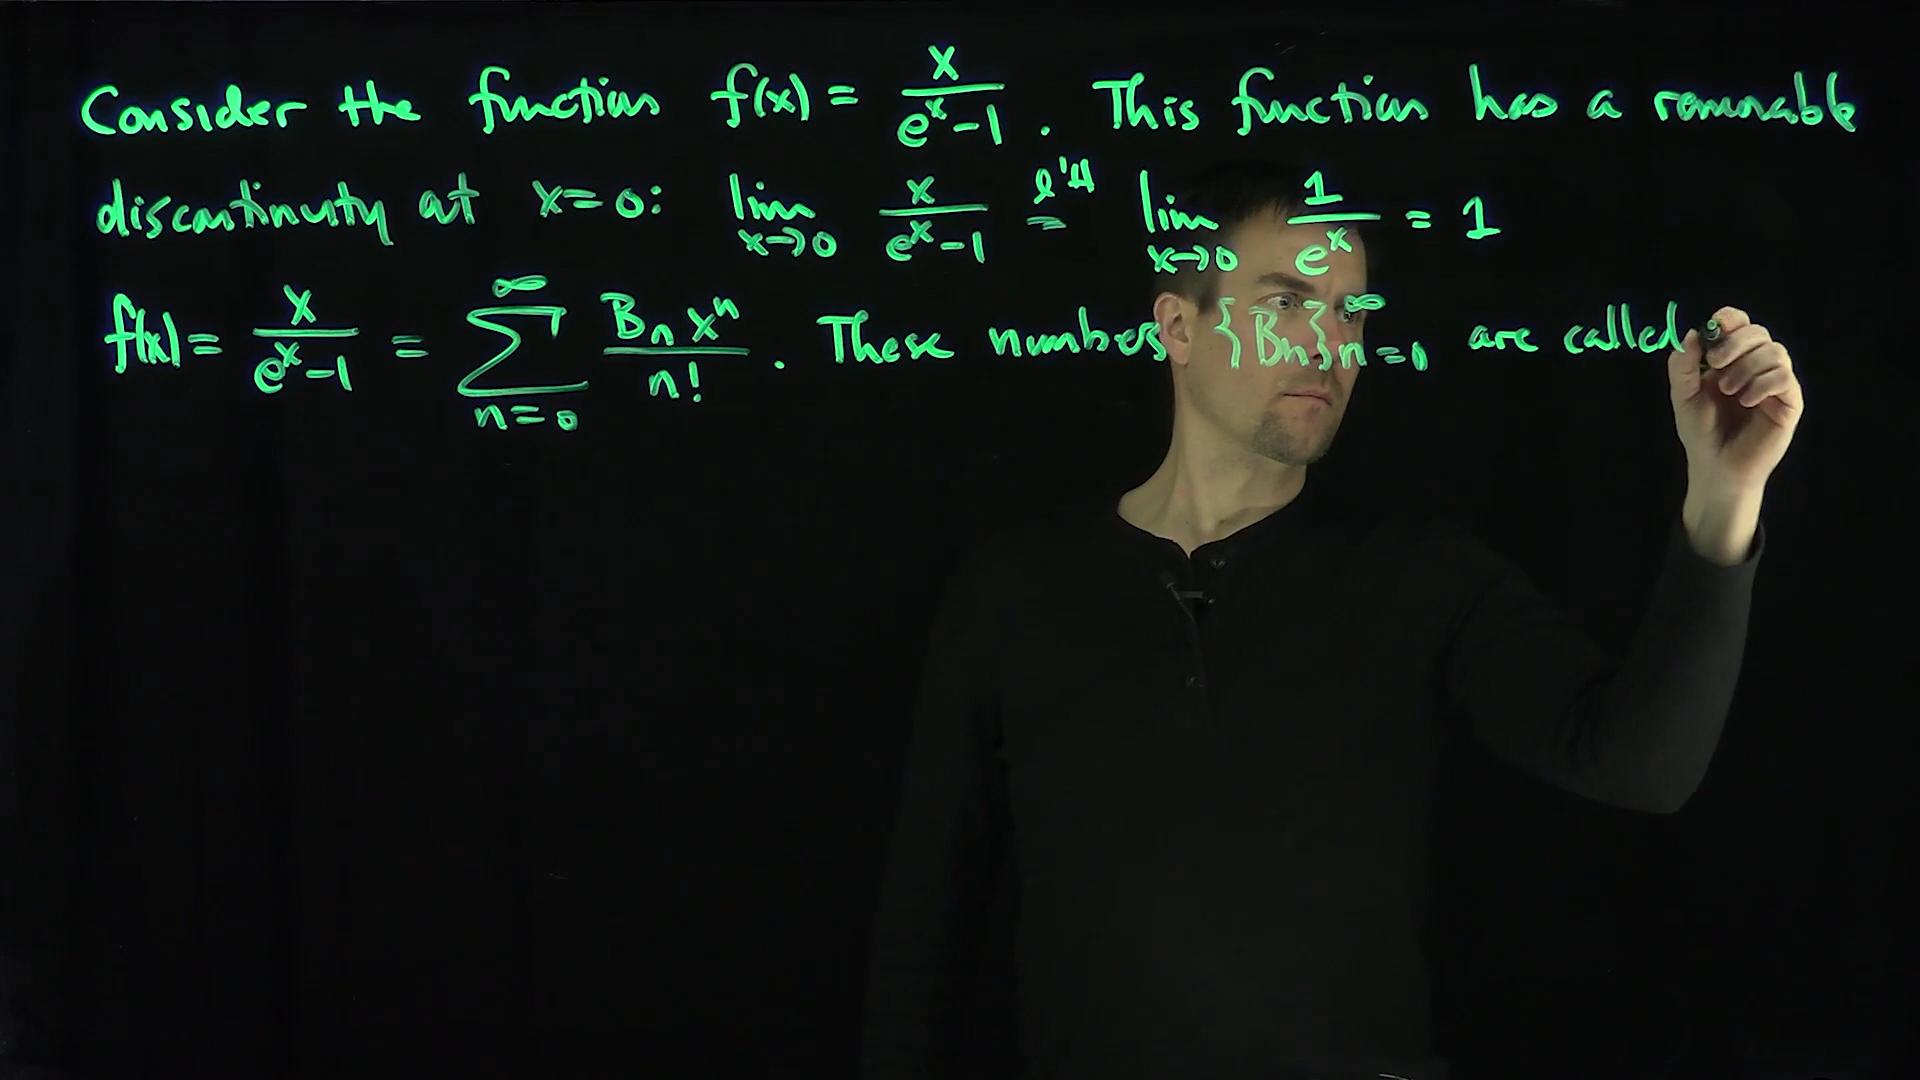 Consider the function f(x) = x/(e^x - 1). This function has a removable
discontinuity at x = 0: lim_{x→0} x/(e^x - 1) =^{l'H} lim_{x→0} 1/e^x = 1
f(x) = x/(e^x - 1) = ∑_{n=0}^{∞} B_n x^n / n!. These numbers {B_n}_{n=0}^{∞} are called